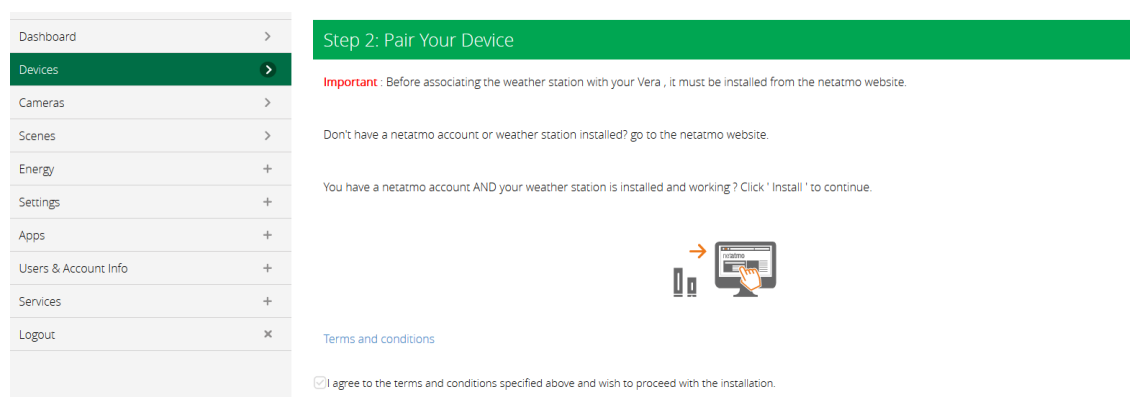 Dashboard
Devices
Cameras
Scenes
Energy
Settings
Apps
Users & Account Info
Services
Logout
Step 2: Pair Your Device
Important : Before associating the weather station with your Vera , it must be installed from the netatmo website.
Don't have a netatmo account or weather station installed? go to the netatmo website.
You have a netatmo account AND your weather station is installed and working ? Click ' Install ' to continue.
netatmo
Terms and conditions
I agree to the terms and conditions specified above and wish to proceed with the installation.